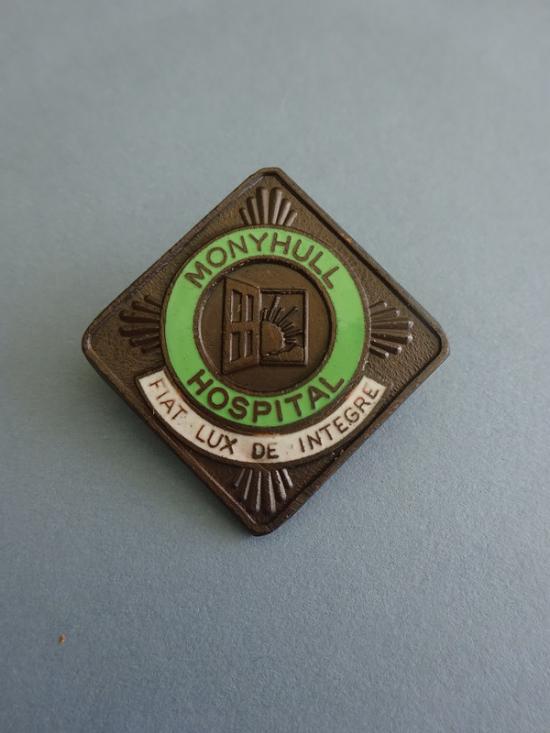 MONYHULL
HOSPITAL
FIAT LUX DE INTEGRE